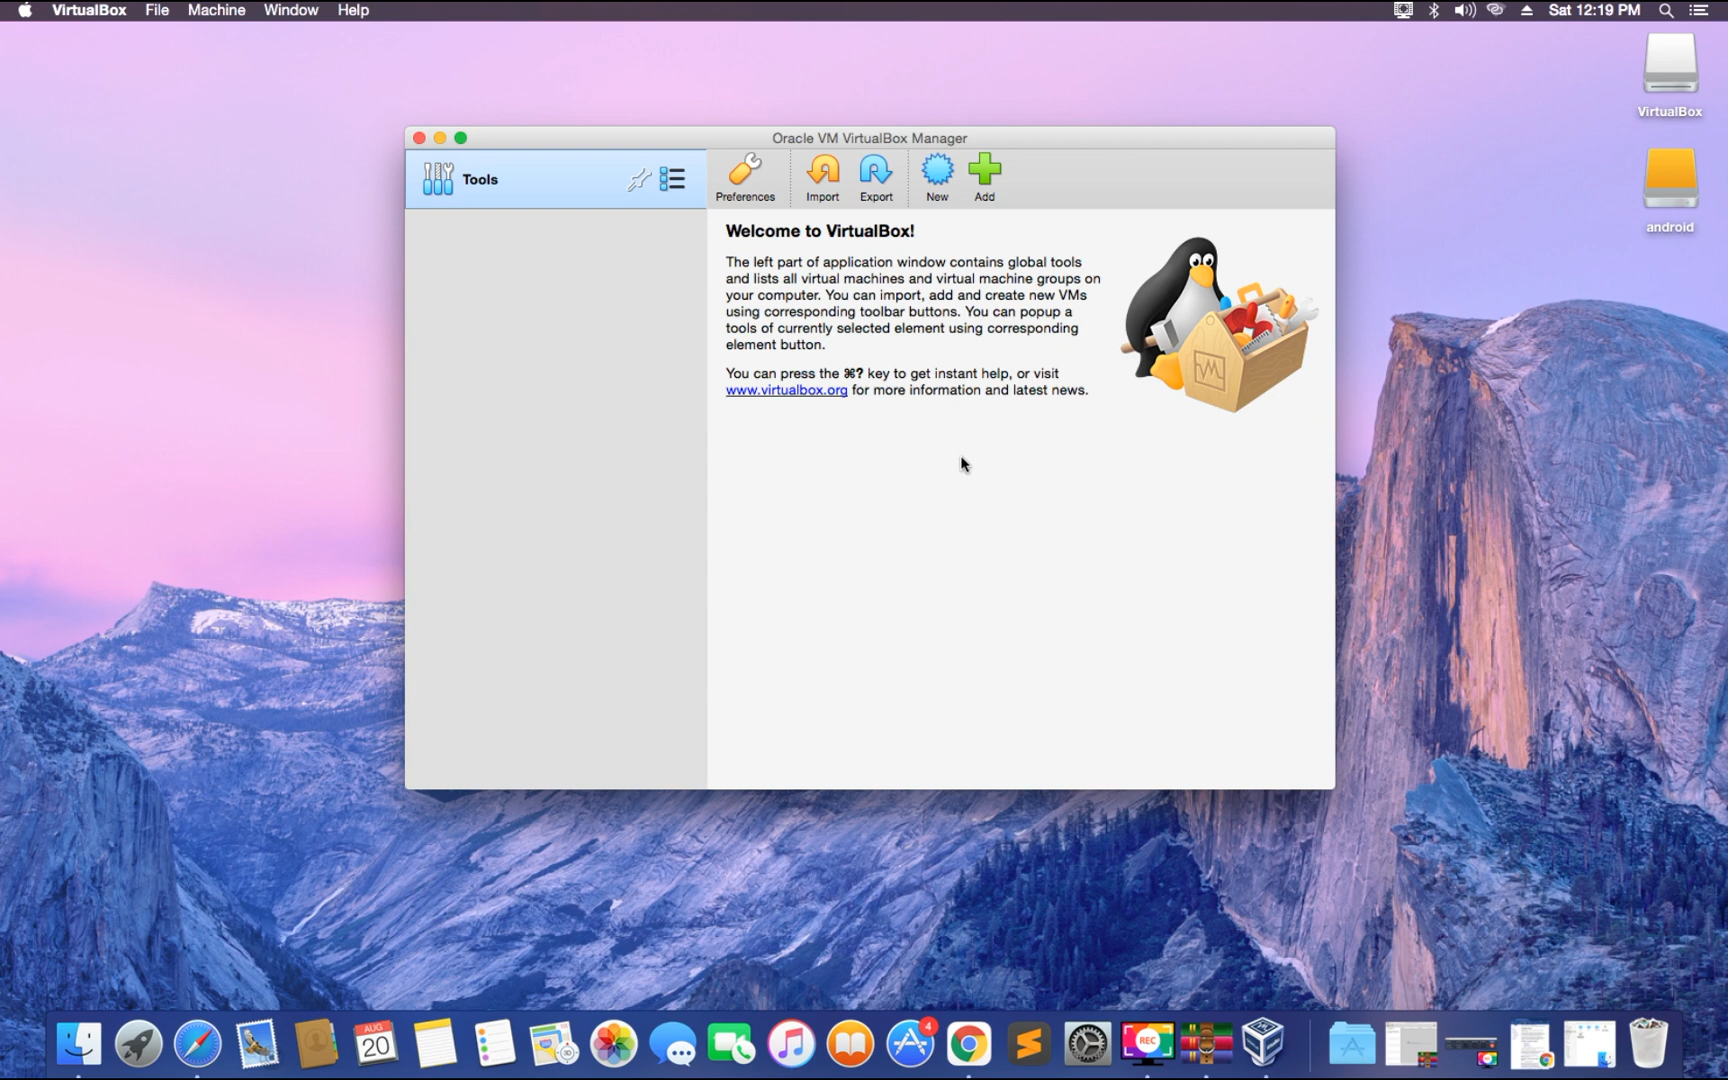 VirtualBox File Machine Window Help
Sat 12:19 PM
VirtualBox
android
Oracle VM VirtualBox Manager
Tools
Preferences Import Export New Add
Welcome to VirtualBox!
The left part of application window contains global tools
and lists all virtual machines and virtual machine groups on
your computer. You can import, add and create new VMs
using corresponding toolbar buttons. You can popup a
tools of currently selected element using corresponding
element button.
You can press the ⌘? key to get instant help, or visit
www.virtualbox.org for more information and latest news.
AUG
20
4
REC